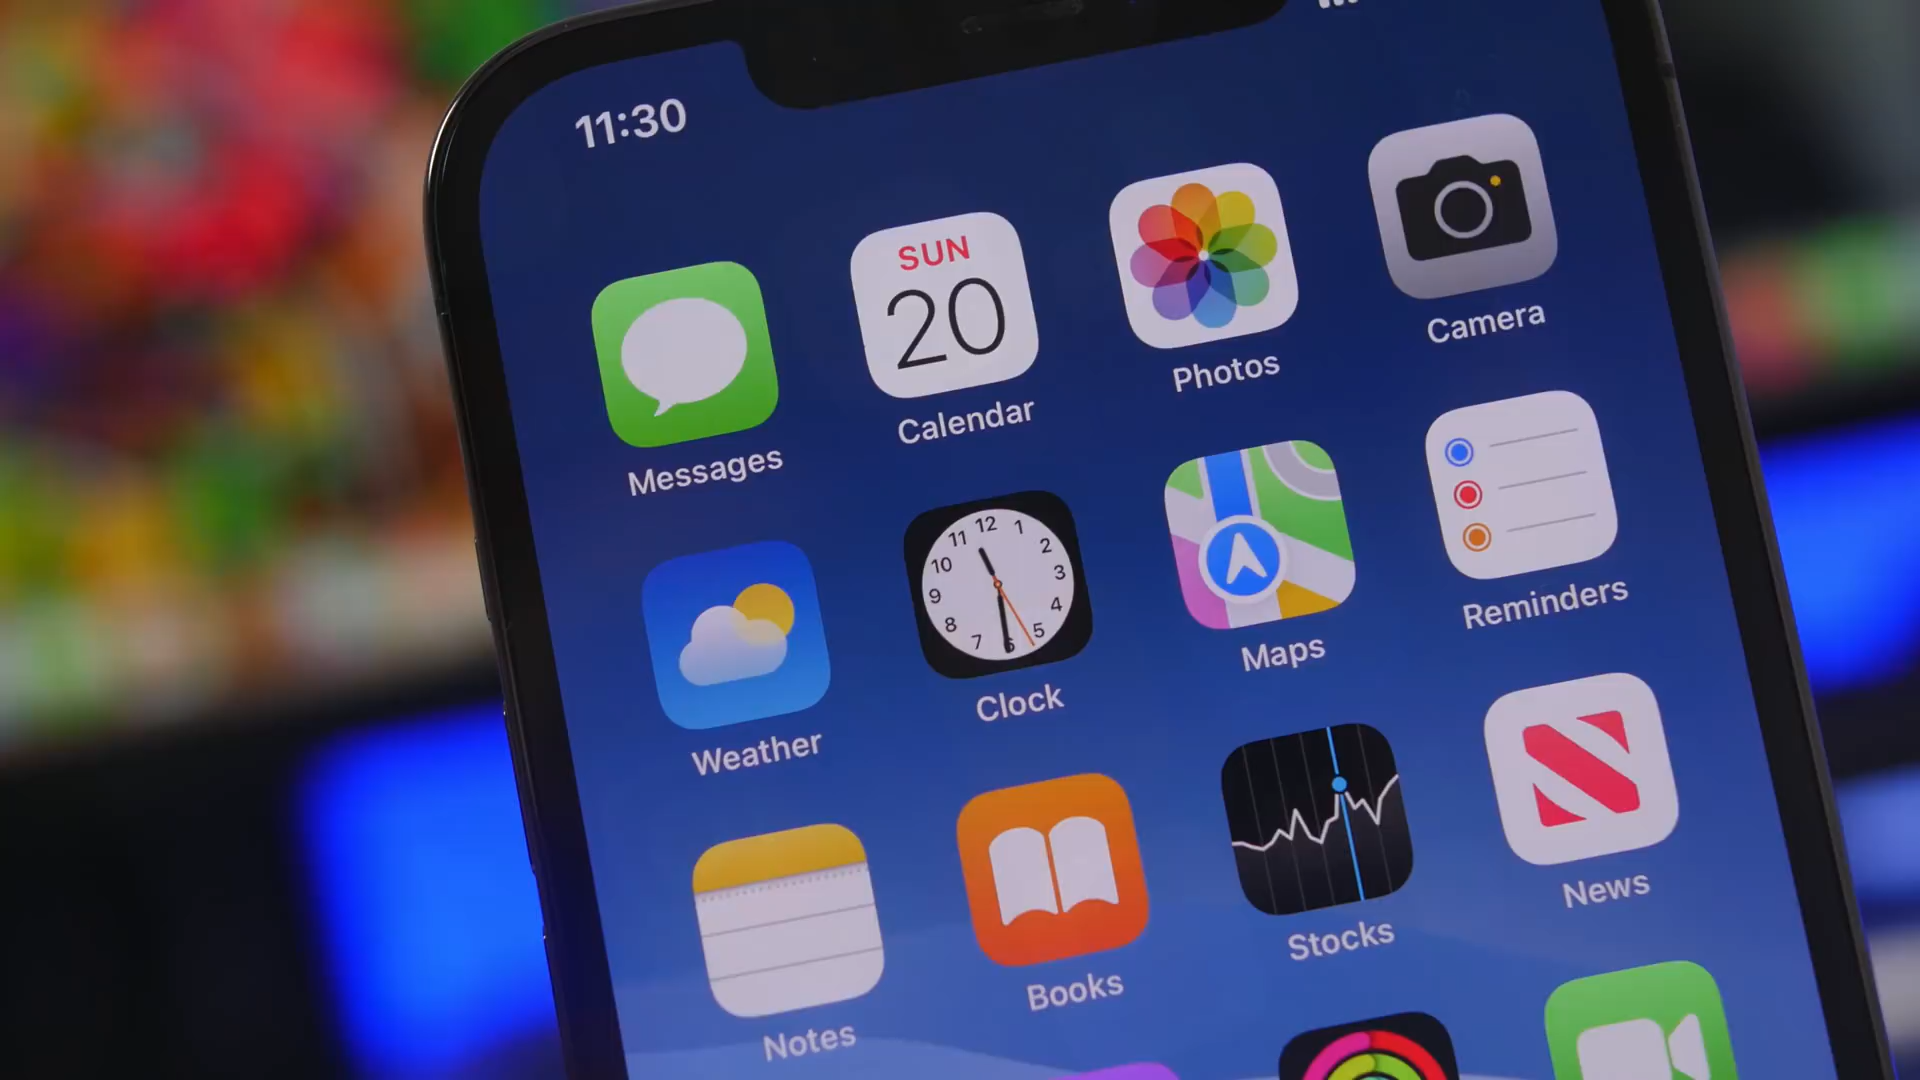 11:30
SUN
20
Messages
Calendar
Photos
Camera
12
1
2
3
4
5
6
7
8
9
10
11
Weather
Clock
Maps
Reminders
Notes
Books
Stocks
News